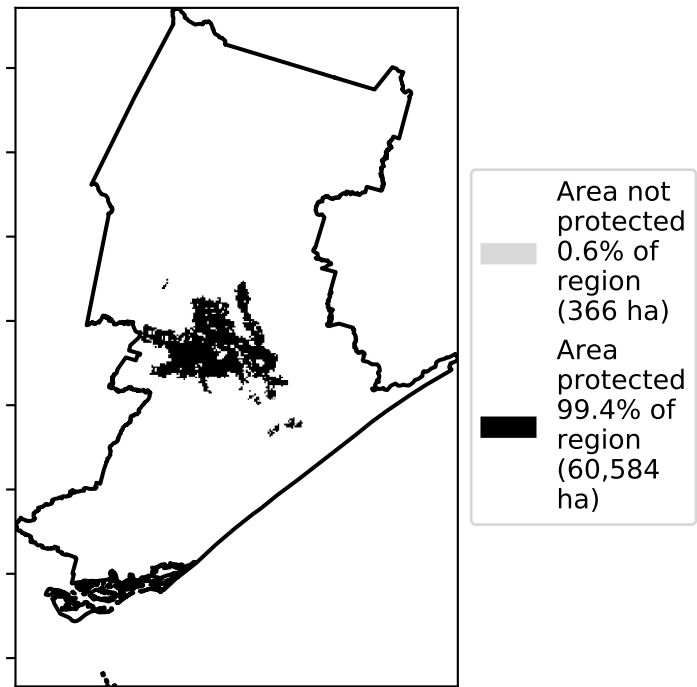 Area not
protected
0.6% of
region
(366 ha)
Area
protected
99.4% of
region
(60,584
ha)